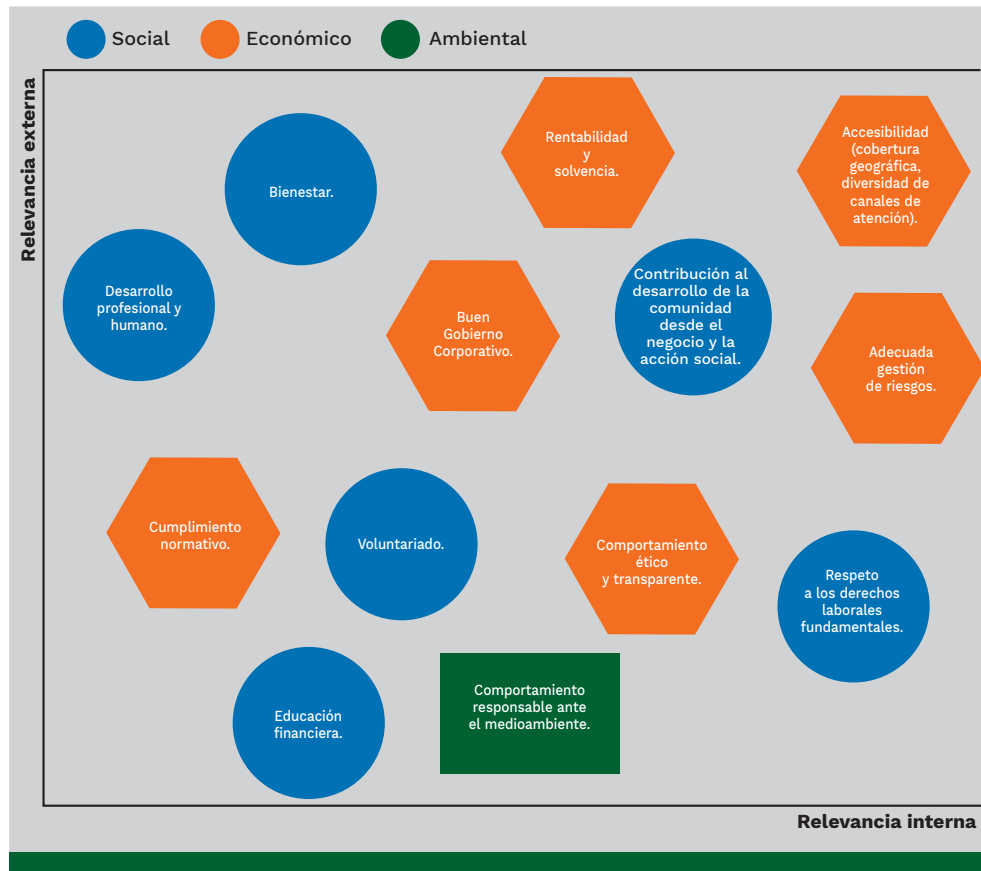 Social
Económico
Ambiental
Relevancia externa
Rentabilidad
y
solvencia.
Accesibilidad
(cobertura
geográfica,
diversidad de
canales de
atención).
Bienestar.
Desarrollo
profesional y
humano.
Buen
Gobierno
Corporativo.
Contribución al
desarrollo de la
comunidad
desde el
negocio y la
acción social.
Adecuada
gestión
de riesgos.
Cumplimiento
normativo.
Voluntariado.
Comportamiento
ético
y transparente.
Respeto
a los derechos
laborales
fundamentales.
Educación
financiera.
Comportamiento
responsable ante
el medioambiente.
Relevancia interna